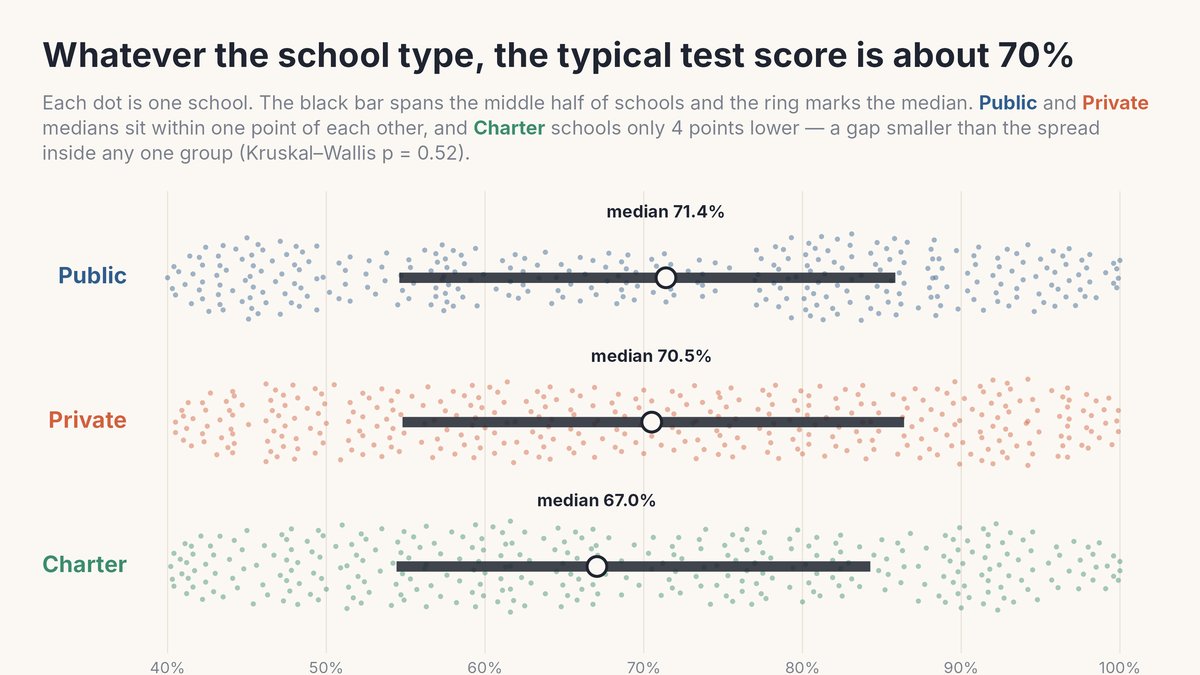 Whatever the school type, the typical test score is about 70%
Each dot is one school. The black bar spans the middle half of schools and the ring marks the median. Public and Private
medians sit within one point of each other, and Charter schools only 4 points lower — a gap smaller than the spread
inside any one group (Kruskal–Wallis p = 0.52).
median 71.4%
Public
median 70.5%
Private
median 67.0%
Charter
40% 50% 60% 70% 80% 90% 100%